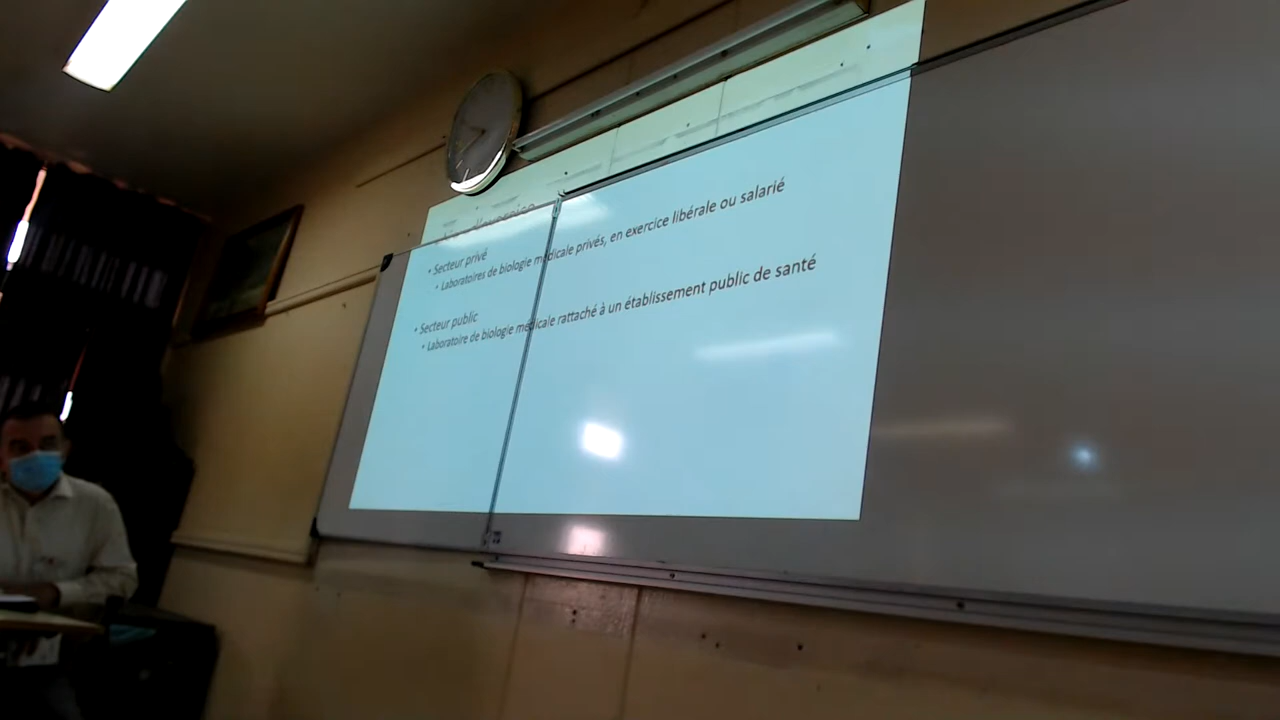 • Secteur privé
• Laboratoires de biologie médicale privés, en exercice libérale ou salarié
• Secteur public
• Laboratoire de biologie médicale rattaché à un établissement public de santé